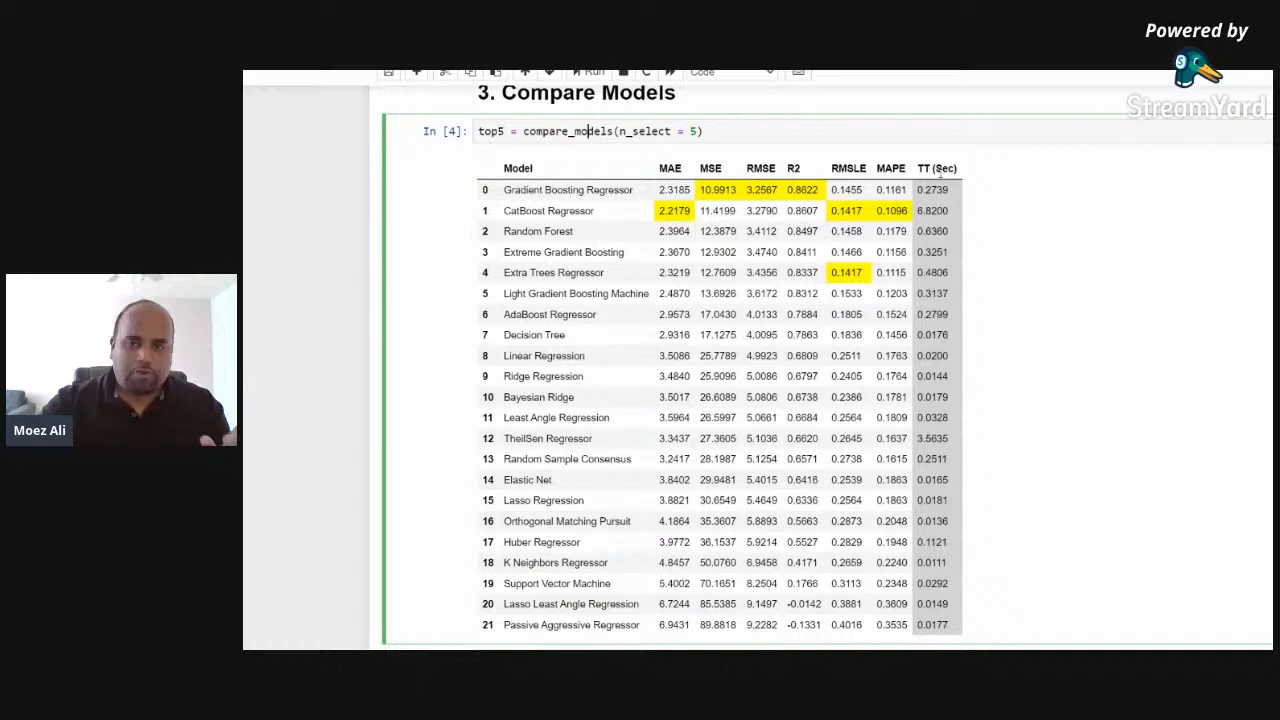 Powered by
StreamYard
Run Code
3. Compare Models
In [4]: top5 = compare_models(n_select = 5)
Model MAE MSE RMSE R2 RMSLE MAPE TT (Sec)
0 Gradient Boosting Regressor 2.3185 10.9913 3.2567 0.8622 0.1455 0.1161 0.2739
1 CatBoost Regressor 2.2179 11.4199 3.2790 0.8607 0.1417 0.1096 6.8200
2 Random Forest 2.3964 12.3879 3.4112 0.8497 0.1458 0.1179 0.6360
3 Extreme Gradient Boosting 2.3670 12.9302 3.4740 0.8411 0.1466 0.1156 0.3251
4 Extra Trees Regressor 2.3219 12.7609 3.4356 0.8337 0.1417 0.1115 0.4806
5 Light Gradient Boosting Machine 2.4870 13.6926 3.6172 0.8312 0.1533 0.1203 0.3137
6 AdaBoost Regressor 2.9573 17.0430 4.0133 0.7884 0.1805 0.1524 0.2799
7 Decision Tree 2.9316 17.1275 4.0095 0.7863 0.1836 0.1456 0.0176
8 Linear Regression 3.5086 25.7789 4.9923 0.6809 0.2511 0.1763 0.0200
9 Ridge Regression 3.4840 25.9096 5.0086 0.6797 0.2405 0.1764 0.0144
10 Bayesian Ridge 3.5017 26.6089 5.0806 0.6738 0.2386 0.1781 0.0179
11 Least Angle Regression 3.5964 26.5997 5.0661 0.6684 0.2564 0.1809 0.0328
12 TheilSen Regressor 3.3437 27.3605 5.1036 0.6620 0.2645 0.1637 3.5635
13 Random Sample Consensus 3.2417 28.1987 5.1254 0.6571 0.2738 0.1615 0.2511
14 Elastic Net 3.8402 29.9481 5.4015 0.6416 0.2539 0.1863 0.0165
15 Lasso Regression 3.8821 30.6549 5.4649 0.6336 0.2564 0.1863 0.0181
16 Orthogonal Matching Pursuit 4.1864 35.3607 5.8893 0.5663 0.2873 0.2048 0.0136
17 Huber Regressor 3.9772 36.1537 5.9214 0.5527 0.2829 0.1948 0.1121
18 K Neighbors Regressor 4.8457 50.0760 6.9458 0.4171 0.2659 0.2240 0.0111
19 Support Vector Machine 5.4002 70.1651 8.2504 0.1766 0.3113 0.2348 0.0292
20 Lasso Least Angle Regression 6.7244 85.5385 9.1497 -0.0142 0.3881 0.3609 0.0149
21 Passive Aggressive Regressor 6.9431 89.8818 9.2282 -0.1331 0.4016 0.3535 0.0177
Moez Ali